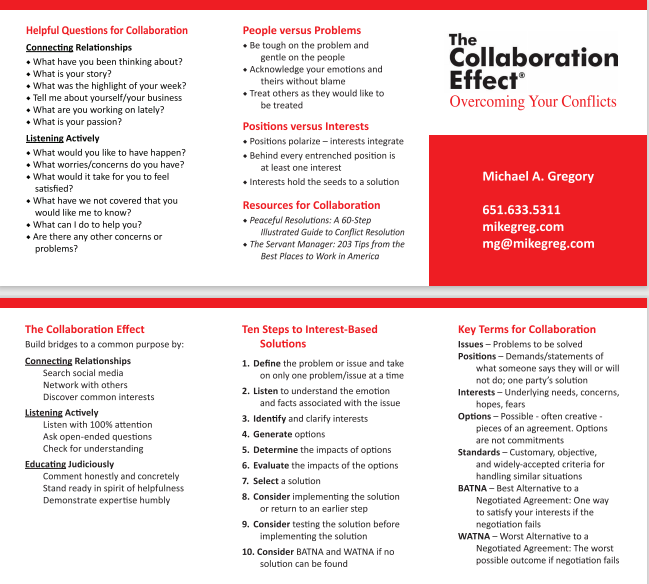 Helpful Questions for Collaboration
Connecting Relationships
◆ What have you been thinking about?
◆ What is your story?
◆ What was the highlight of your week?
◆ Tell me about yourself/your business
◆ What are you working on lately?
◆ What is your passion?
Listening Actively
◆ What would you like to have happen?
◆ What worries/concerns do you have?
◆ What would it take for you to feel
satisfied?
◆ What have we not covered that you
would like me to know?
◆ What can I do to help you?
◆ Are there any other concerns or
problems?
People versus Problems
◆ Be tough on the problem and
gentle on the people
◆ Acknowledge your emotions and
theirs without blame
◆ Treat others as they would like to
be treated
Positions versus Interests
◆ Positions polarize – interests integrate
◆ Behind every entrenched position is
at least one interest
◆ Interests hold the seeds to a solution
Resources for Collaboration
◆ Peaceful Resolutions: A 60-Step
Illustrated Guide to Conflict Resolution
◆ The Servant Manager: 203 Tips from the
Best Places to Work in America
The
Collaboration
Effect®
Overcoming Your Conflicts
Michael A. Gregory
651.633.5311
mikegreg.com
mg@mikegreg.com
The Collaboration Effect
Build bridges to a common purpose by:
Connecting Relationships
Search social media
Network with others
Discover common interests
Listening Actively
Listen with 100% attention
Ask open-ended questions
Check for understanding
Educating Judiciously
Comment honestly and concretely
Stand ready in spirit of helpfulness
Demonstrate expertise humbly
Ten Steps to Interest-Based
Solutions
1. Define the problem or issue and take
on only one problem/issue at a time
2. Listen to understand the emotion
and facts associated with the issue
3. Identify and clarify interests
4. Generate options
5. Determine the impacts of options
6. Evaluate the impacts of the options
7. Select a solution
8. Consider implementing the solution
or return to an earlier step
9. Consider testing the solution before
implementing the solution
10. Consider BATNA and WATNA if no
solution can be found
Key Terms for Collaboration
Issues – Problems to be solved
Positions – Demands/statements of
what someone says they will or will
not do; one party's solution
Interests – Underlying needs, concerns,
hopes, fears
Options – Possible - often creative -
pieces of an agreement. Options
are not commitments
Standards – Customary, objective,
and widely-accepted criteria for
handling similar situations
BATNA – Best Alternative to a
Negotiated Agreement: One way
to satisfy your interests if the
negotiation fails
WATNA – Worst Alternative to a
Negotiated Agreement: The worst
possible outcome if negotiation fails